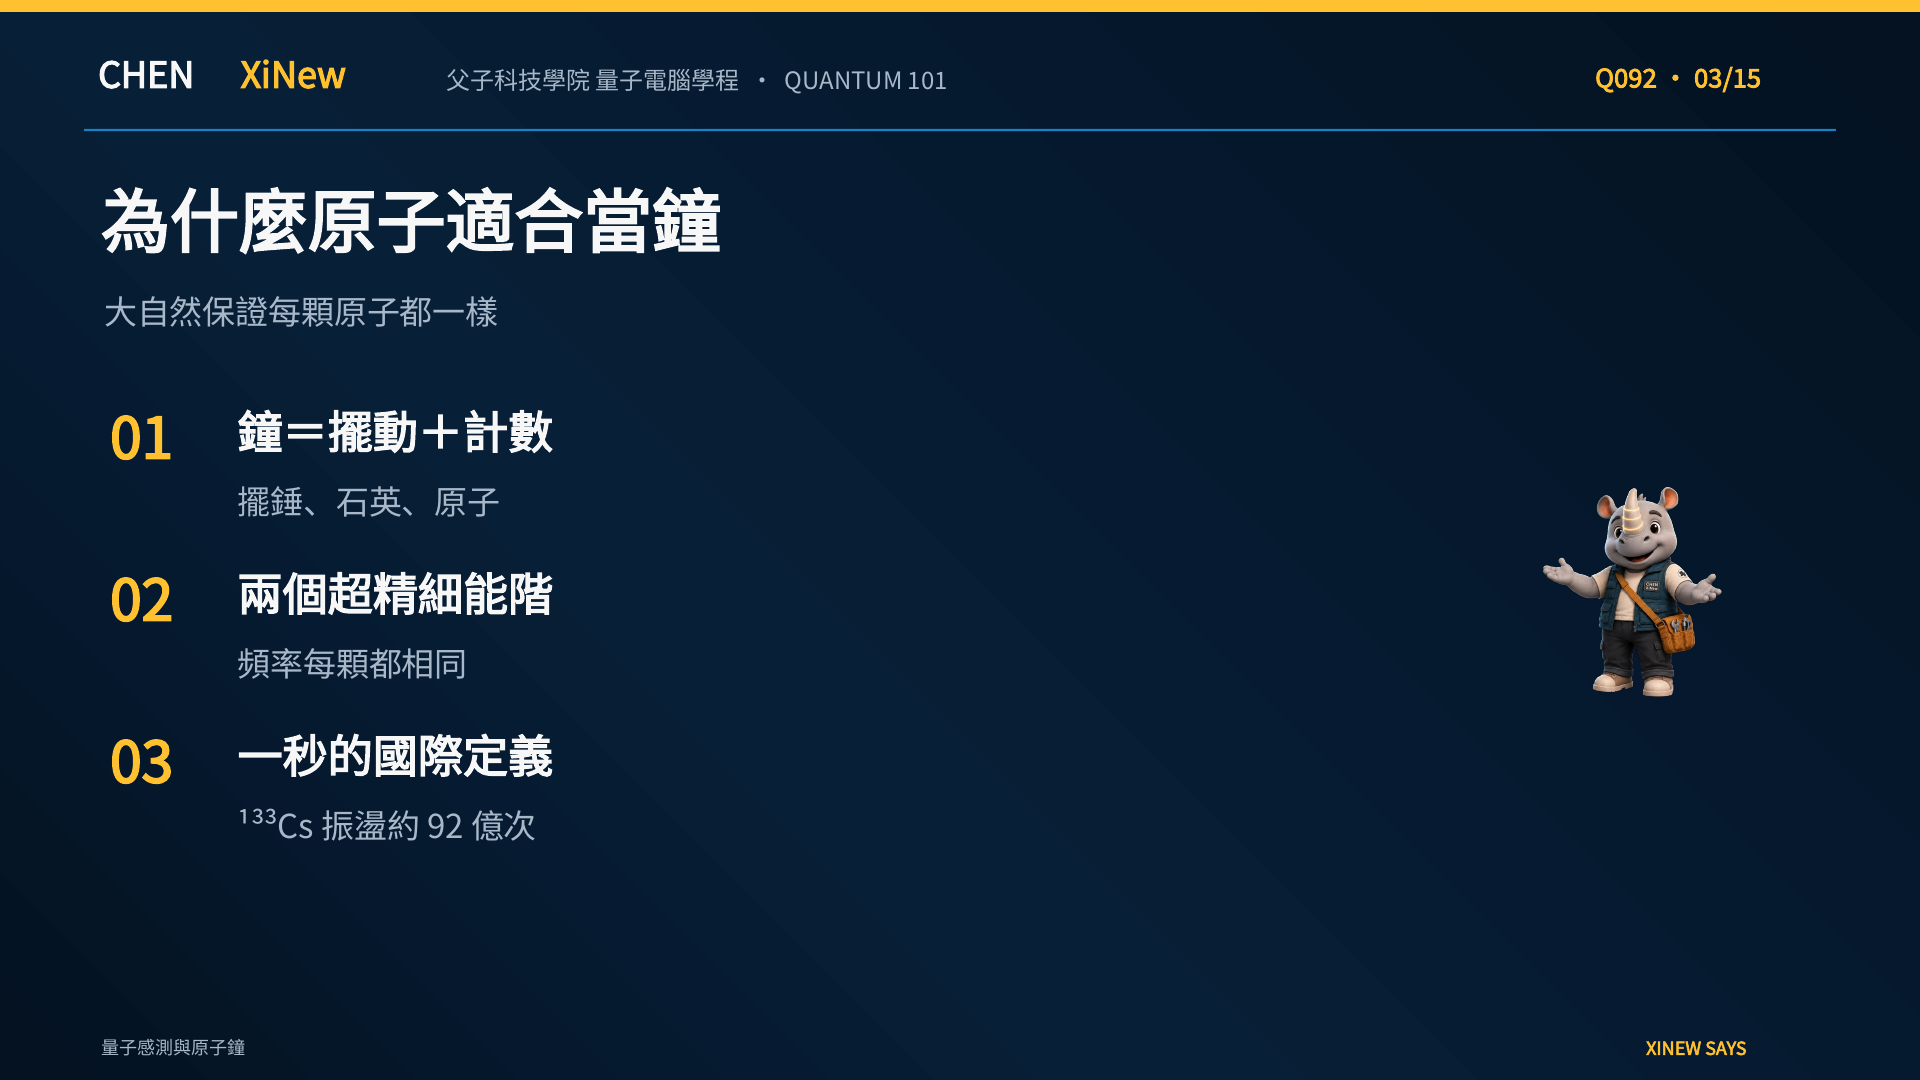 CHEN XiNew 父子科技學院 量子電腦學程 • QUANTUM 101 Q092 • 03/15
為什麼原子適合當鐘
大自然保證每顆原子都一樣
01 鐘＝擺動＋計數
擺錘、石英、原子
02 兩個超精細能階
頻率每顆都相同
03 一秒的國際定義
¹³³Cs 振盪約 92 億次
量子感測與原子鐘
XINEW SAYS